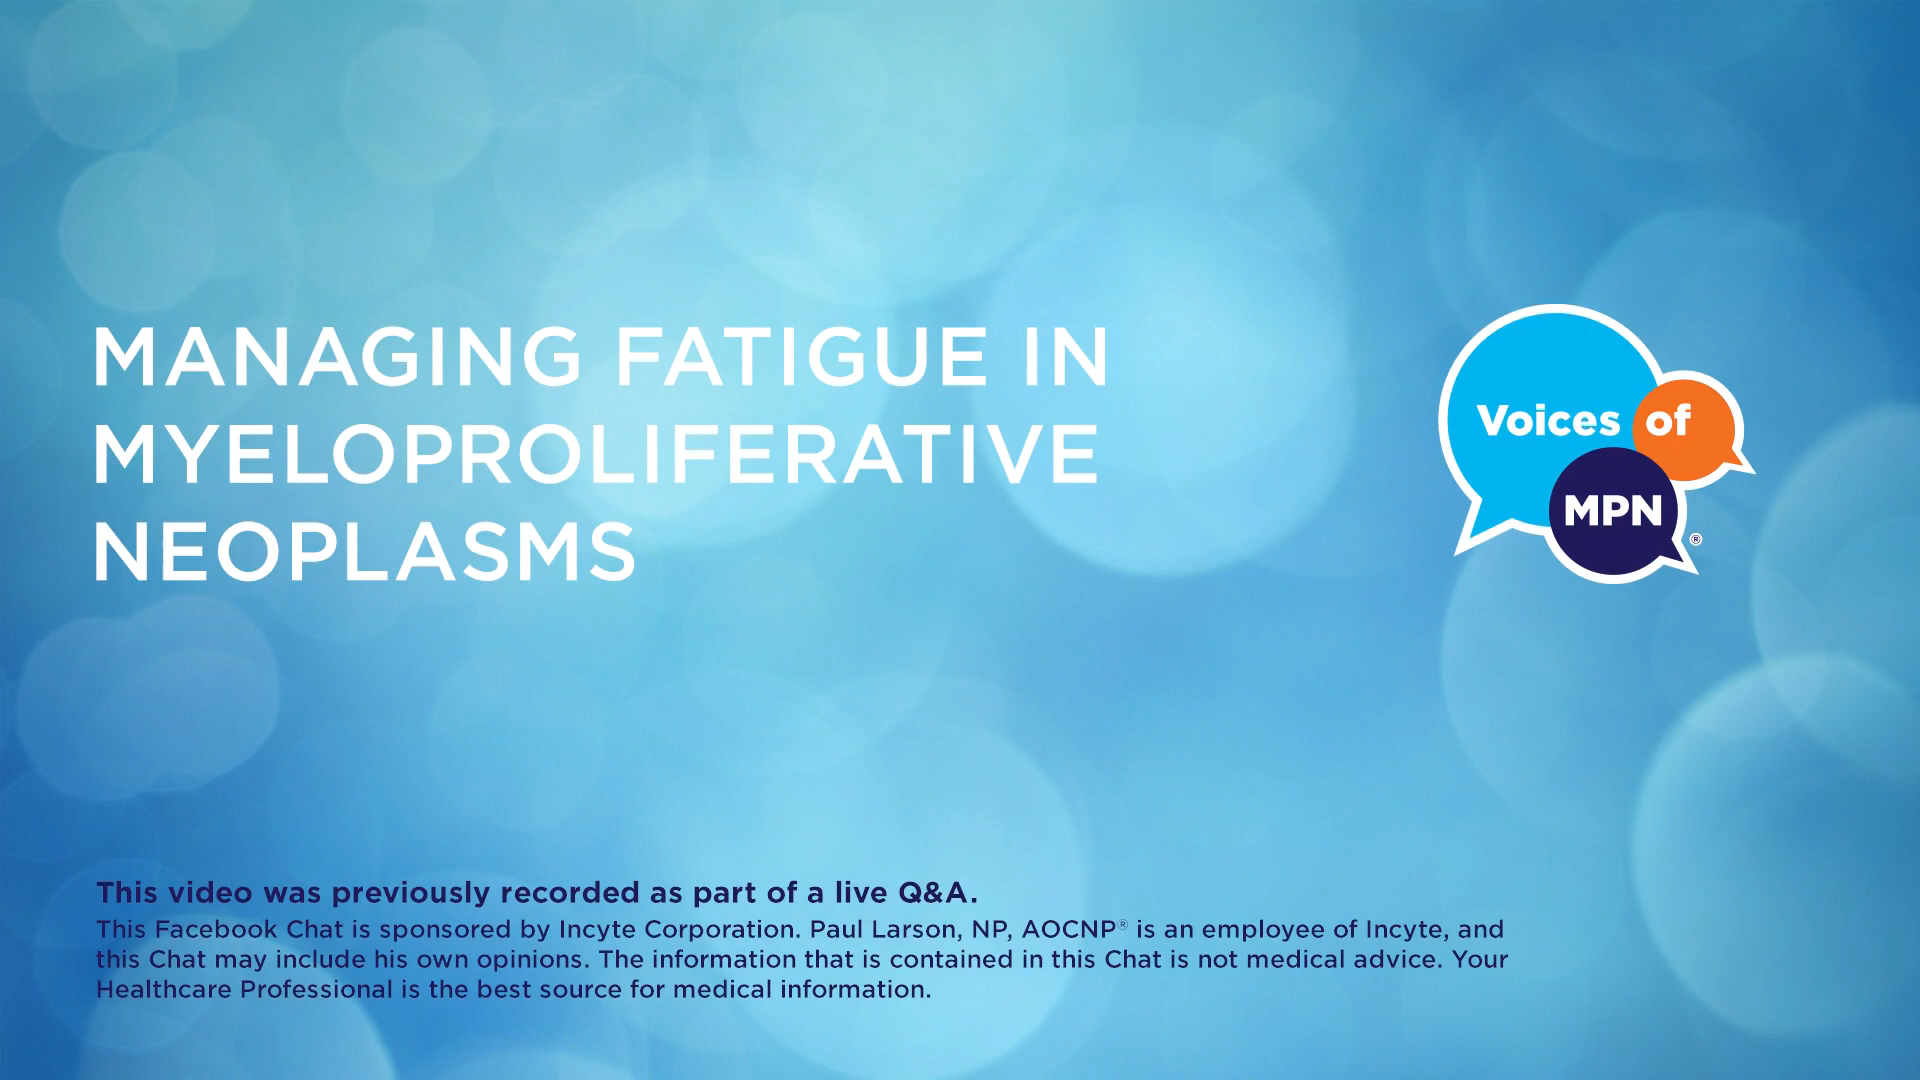 MANAGING FATIGUE IN
MYELOPROLIFERATIVE
NEOPLASMS
Voices of
MPN
®
This video was previously recorded as part of a live Q&A.
This Facebook Chat is sponsored by Incyte Corporation. Paul Larson, NP, AOCNP® is an employee of Incyte, and
this Chat may include his own opinions. The information that is contained in this Chat is not medical advice. Your
Healthcare Professional is the best source for medical information.